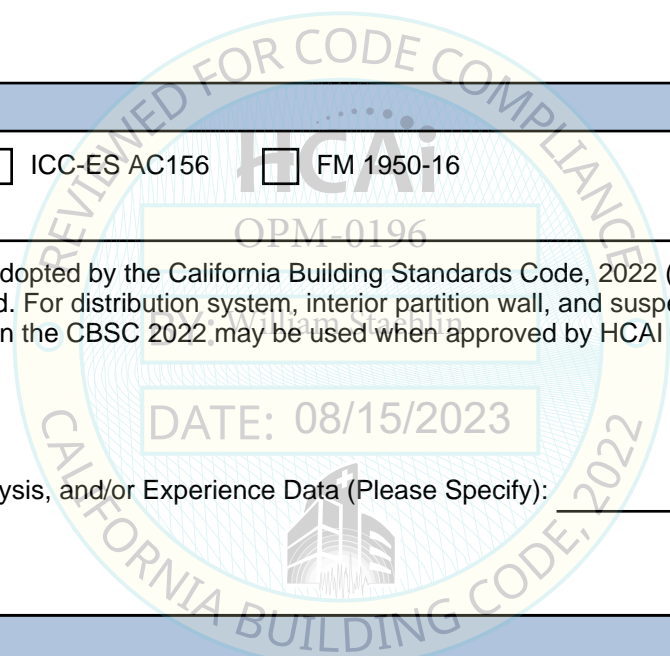 REVIEWED FOR CODE COMPLIANCE
HCAi
ICC-ES AC156 FM 1950-16
OPM-0196
dopted by the California Building Standards Code, 2022 (
d. For distribution system, interior partition wall, and susp
BY: William Staehlin
n the CBSC 2022 may be used when approved by HCAI
DATE: 08/15/2023
ysis, and/or Experience Data (Please Specify):
CALIFORNIA BUILDING CODE, 2022